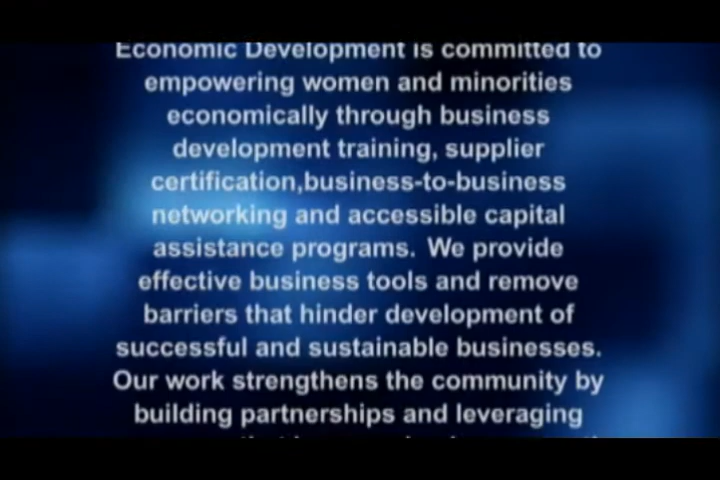 Economic Development is committed to
empowering women and minorities
economically through business
development training, supplier
certification,business-to-business
networking and accessible capital
assistance programs. We provide
effective business tools and remove
barriers that hinder development of
successful and sustainable businesses.
Our work strengthens the community by
building partnerships and leveraging